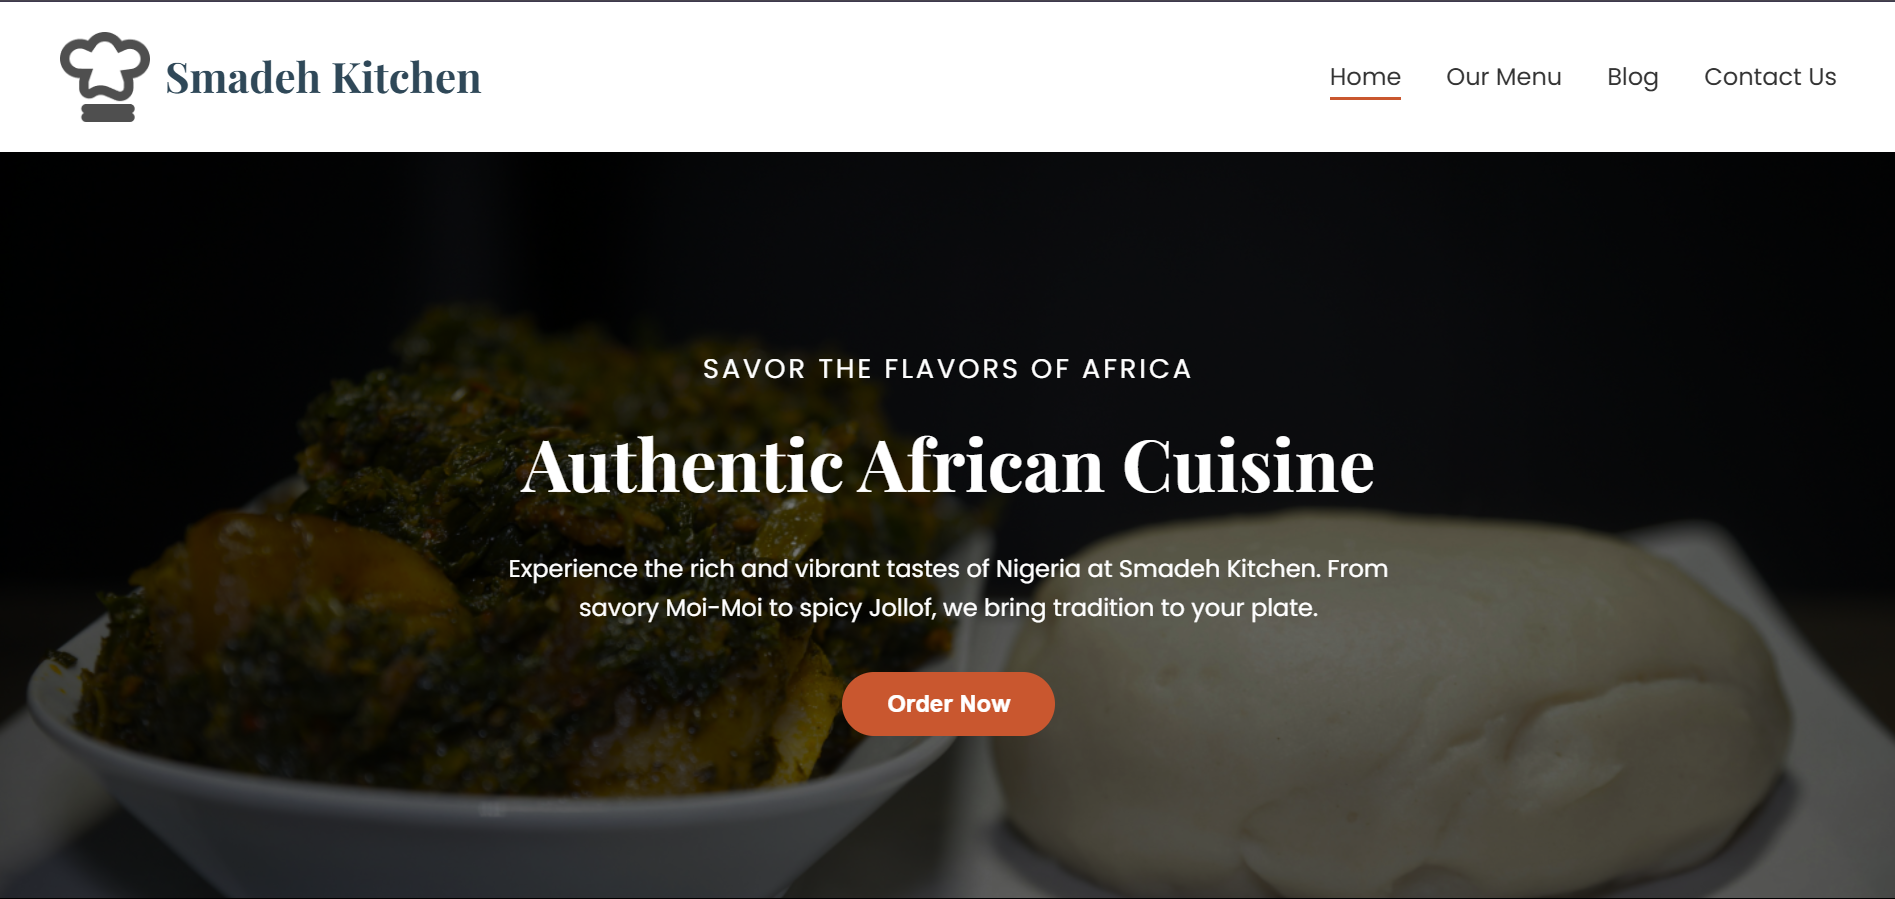 Smadeh Kitchen
Home
Our Menu
Blog
Contact Us
SAVOR THE FLAVORS OF AFRICA
Authentic African Cuisine
Experience the rich and vibrant tastes of Nigeria at Smadeh Kitchen. From
savory Moi-Moi to spicy Jollof, we bring tradition to your plate.
Order Now